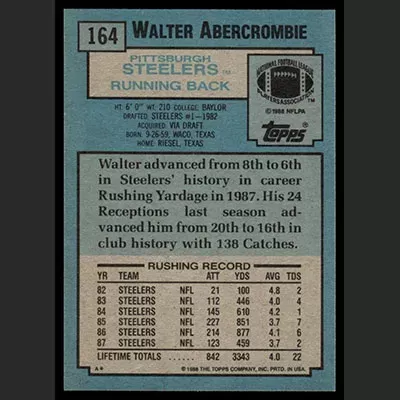 164 WALTER ABERCROMBIE
PITTSBURGH
STEELERS TM
RUNNING BACK
NATIONAL FOOTBALL LEAGUE
PLAYERS ASSOCIATION
© 1988 NFLPA
TOPPS
HT: 6' 0" WT: 210 COLLEGE: BAYLOR
DRAFTED: STEELERS #1-1982
ACQUIRED: VIA DRAFT
BORN: 9-26-59, WACO, TEXAS
HOME: RIESEL, TEXAS
Walter advanced from 8th to 6th
in Steelers' history in career
Rushing Yardage in 1987. His 24
Receptions last season ad-
vanced him from 20th to 16th in
club history with 138 Catches.
RUSHING RECORD
YR TEAM ATT YDS AVG TDS
82 STEELERS NFL 21 100 4.8 2
83 STEELERS NFL 112 446 4.0 4
84 STEELERS NFL 145 610 4.2 1
85 STEELERS NFL 227 851 3.7 7
86 STEELERS NFL 214 877 4.1 6
87 STEELERS NFL 123 459 3.7 2
LIFETIME TOTALS ..... 842 3343 4.0 22
A* © 1988 THE TOPPS COMPANY, INC. PRTD. IN U.S.A.